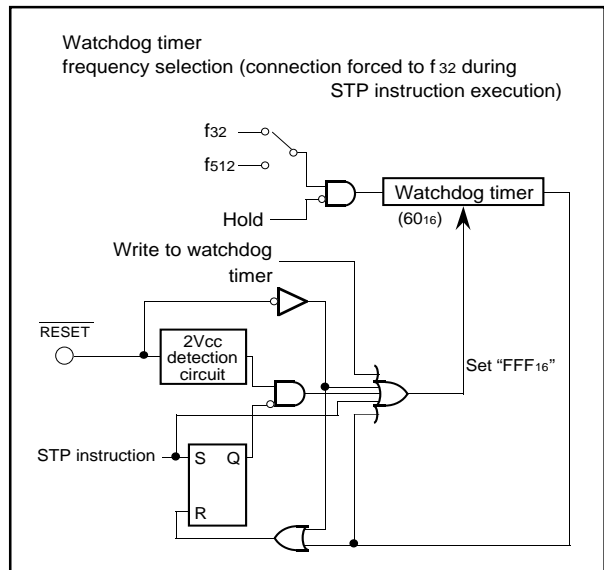 Watchdog timer
frequency selection (connection forced to f32 during
STP instruction execution)
f32
f512
Watchdog timer
(6016)
Hold
Write to watchdog
timer
RESET
2Vcc
detection
circuit
Set “FFF16”
STP instruction
S Q
R